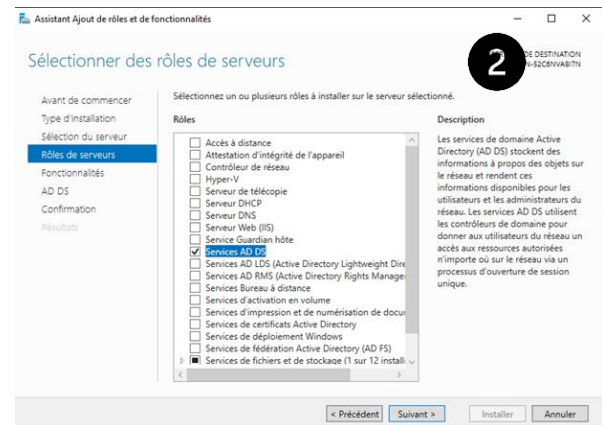 Assistant Ajout de rôles et de fonctionnalités
Sélectionner des rôles de serveurs
2
DE DESTINATION
N-S2C6NVABI7N
Avant de commencer
Type d'installation
Sélection du serveur
Rôles de serveurs
Fonctionnalités
AD DS
Confirmation
Résultats
Sélectionnez un ou plusieurs rôles à installer sur le serveur sélectionné.
Rôles
Accès à distance
Attestation d'intégrité de l'appareil
Contrôleur de réseau
Hyper-V
Serveur de télécopie
Serveur DHCP
Serveur DNS
Serveur Web (IIS)
Service Guardian hôte
Services AD DS
Services AD LDS (Active Directory Lightweight Dire
Services AD RMS (Active Directory Rights Manage
Services Bureau à distance
Services d'activation en volume
Services d'impression et de numérisation de docu
Services de certificats Active Directory
Services de déploiement Windows
Services de fédération Active Directory (AD FS)
Services de fichiers et de stockage (1 sur 12 install
Description
Les services de domaine Active
Directory (AD DS) stockent des
informations à propos des objets sur
le réseau et rendent ces
informations disponibles pour les
utilisateurs et les administrateurs du
réseau. Les services AD DS utilisent
les contrôleurs de domaine pour
donner aux utilisateurs du réseau un
accès aux ressources autorisées
n'importe où sur le réseau via un
processus d'ouverture de session
unique.
< Précédent
Suivant >
Installer
Annuler